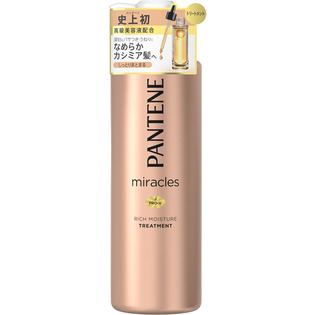 史上初
高級美容液配合
なめらか
カシミア髪へ
しっとりまとまる
トリートメント
PANTENE
miracles
PRO-V
RICH MOISTURE
TREATMENT